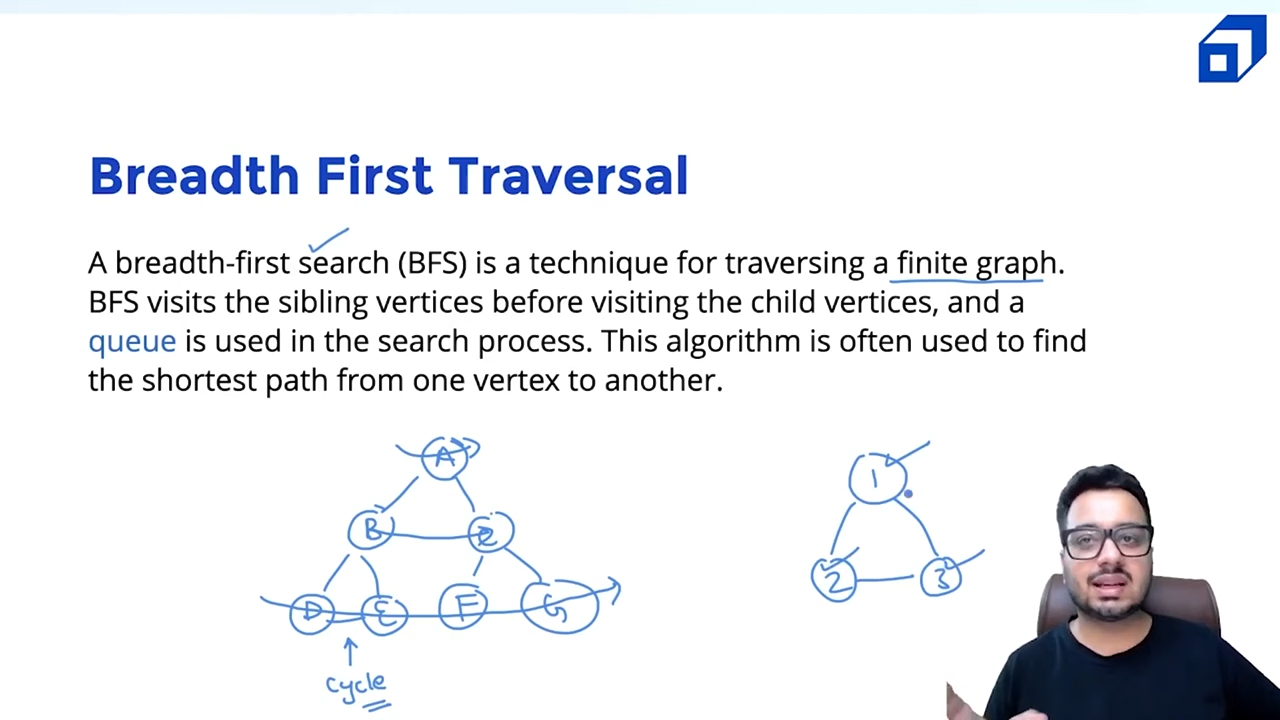 Breadth First Traversal
A breadth-first search (BFS) is a technique for traversing a finite graph.
BFS visits the sibling vertices before visiting the child vertices, and a
queue is used in the search process. This algorithm is often used to find
the shortest path from one vertex to another.
A
B
D E F G
cycle
1
2 3